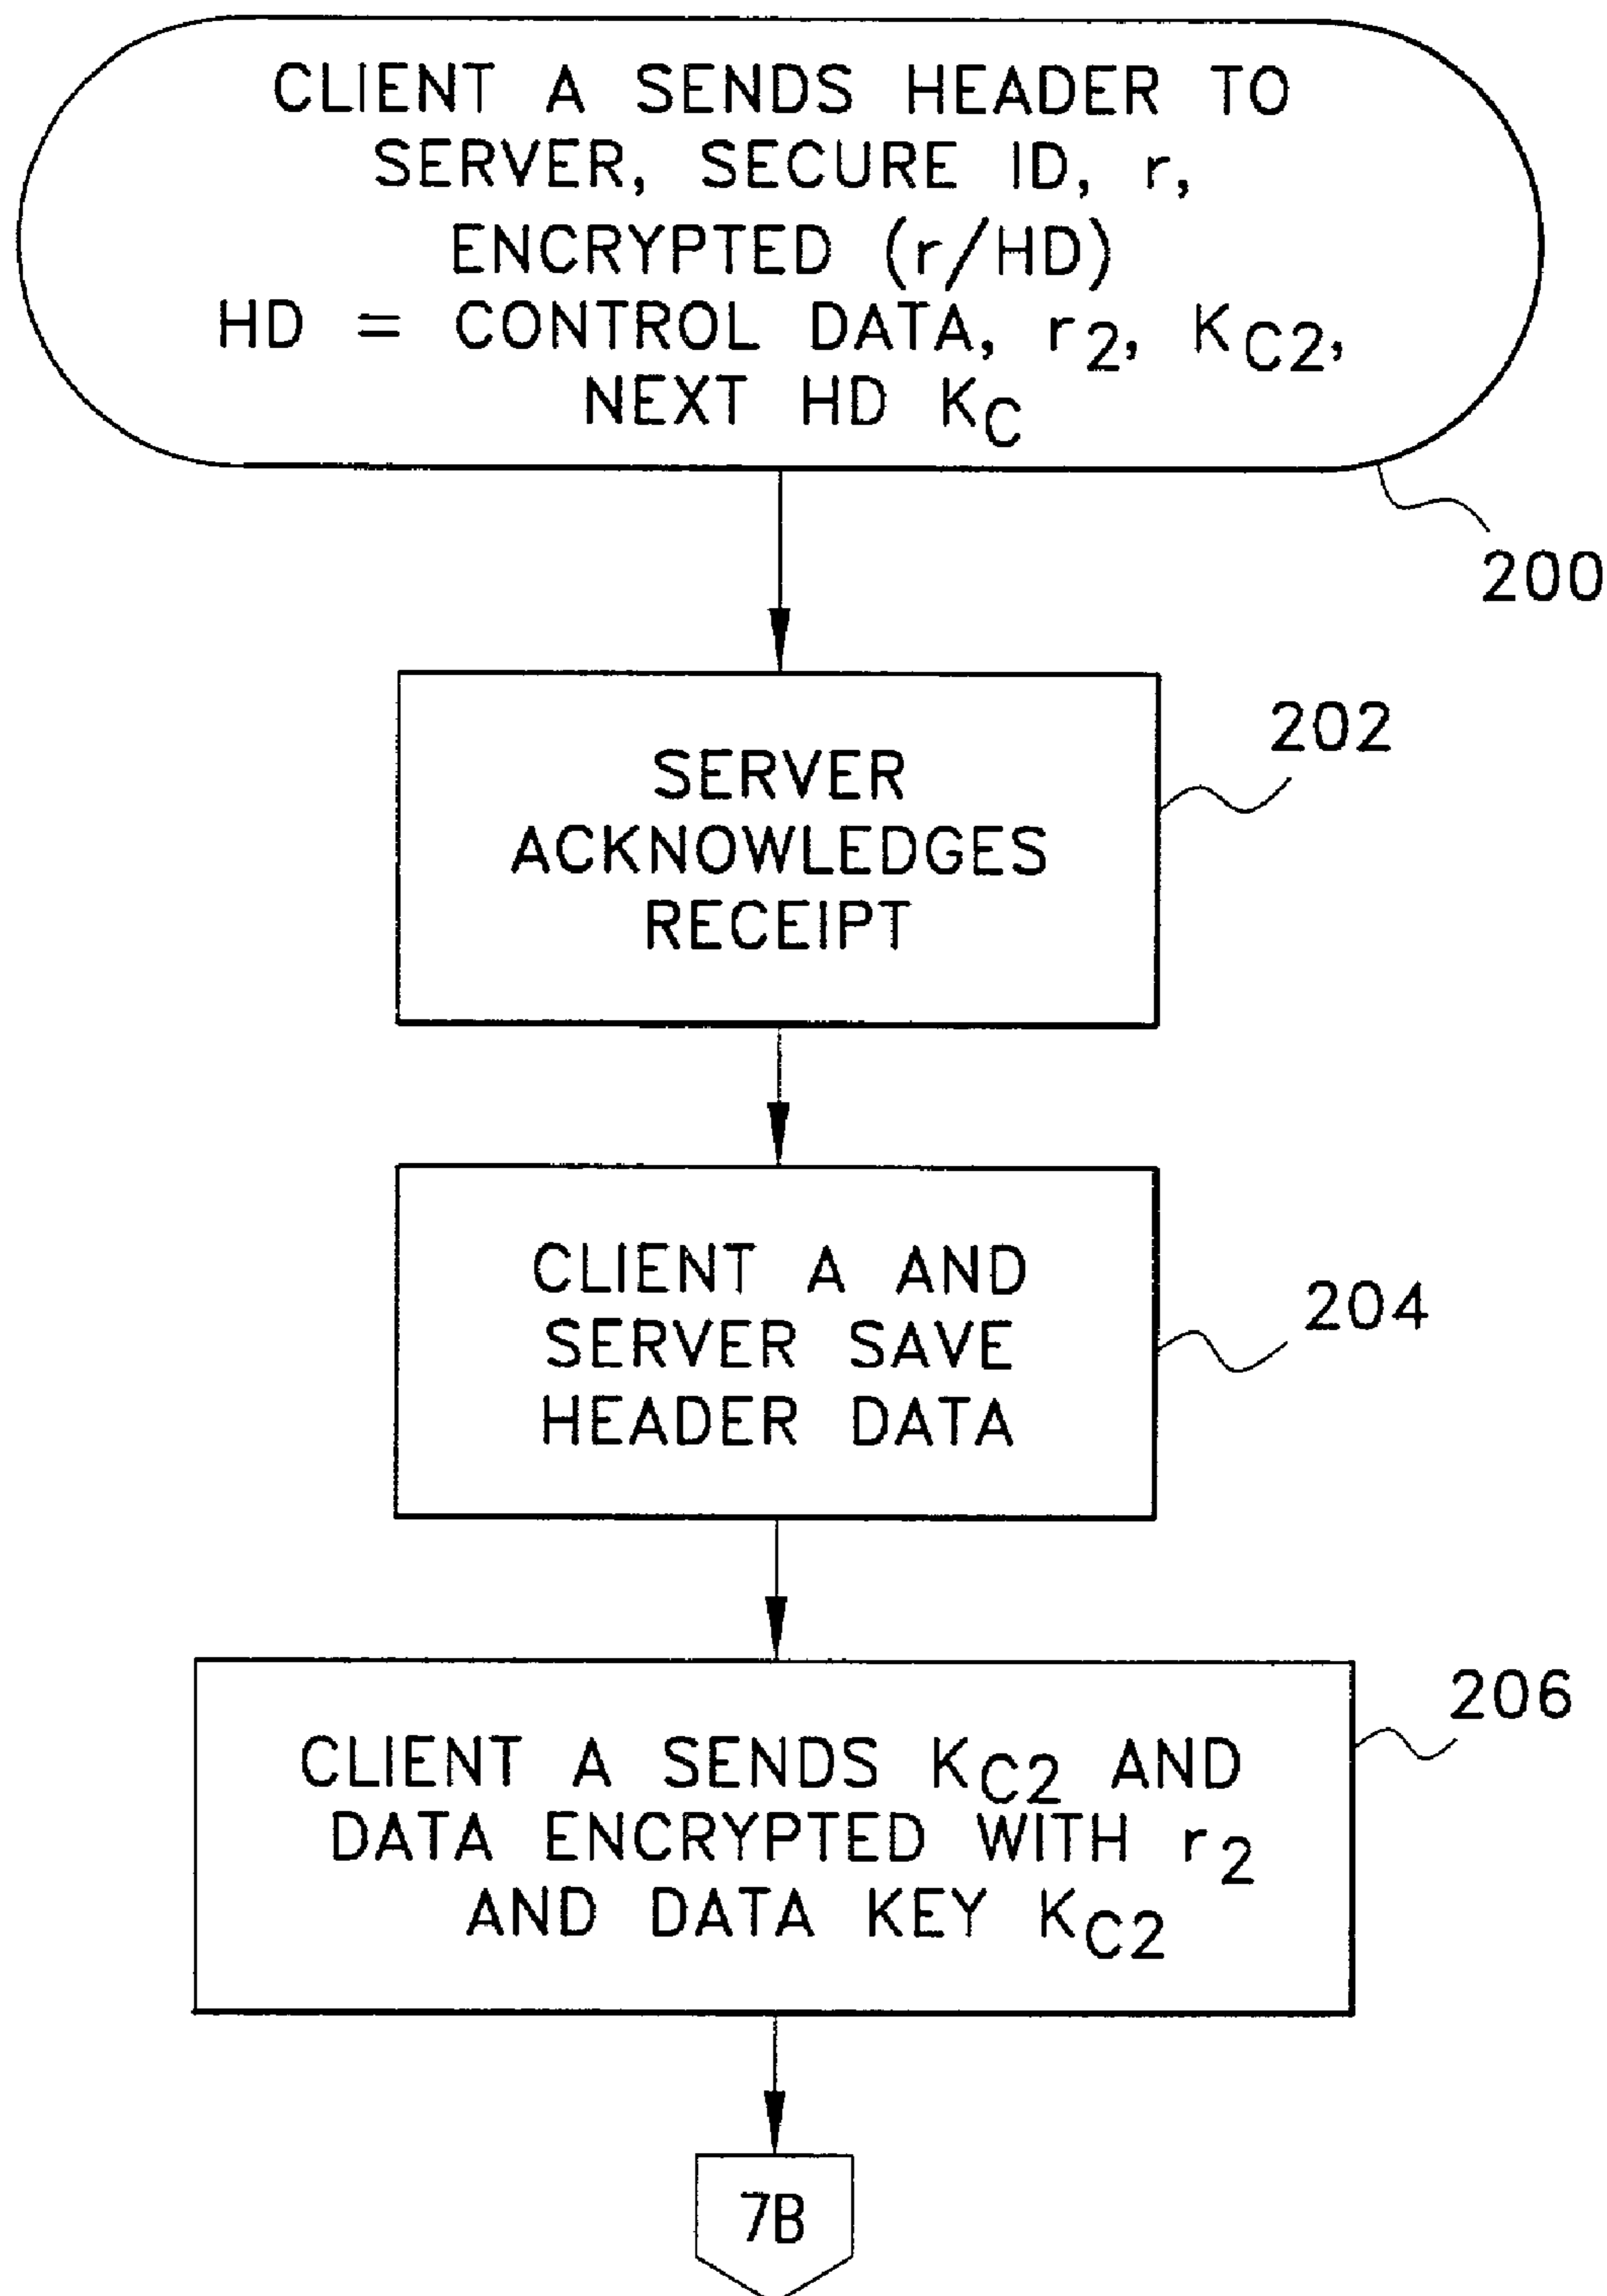 CLIENT A SENDS HEADER TO
SERVER, SECURE ID, r,
ENCRYPTED (r/HD)
HD = CONTROL DATA, r2, KC2,
NEXT HD KC
200
SERVER
ACKNOWLEDGES
RECEIPT
202
CLIENT A AND
SERVER SAVE
HEADER DATA
204
CLIENT A SENDS KC2 AND
DATA ENCRYPTED WITH r2
AND DATA KEY KC2
206
7B